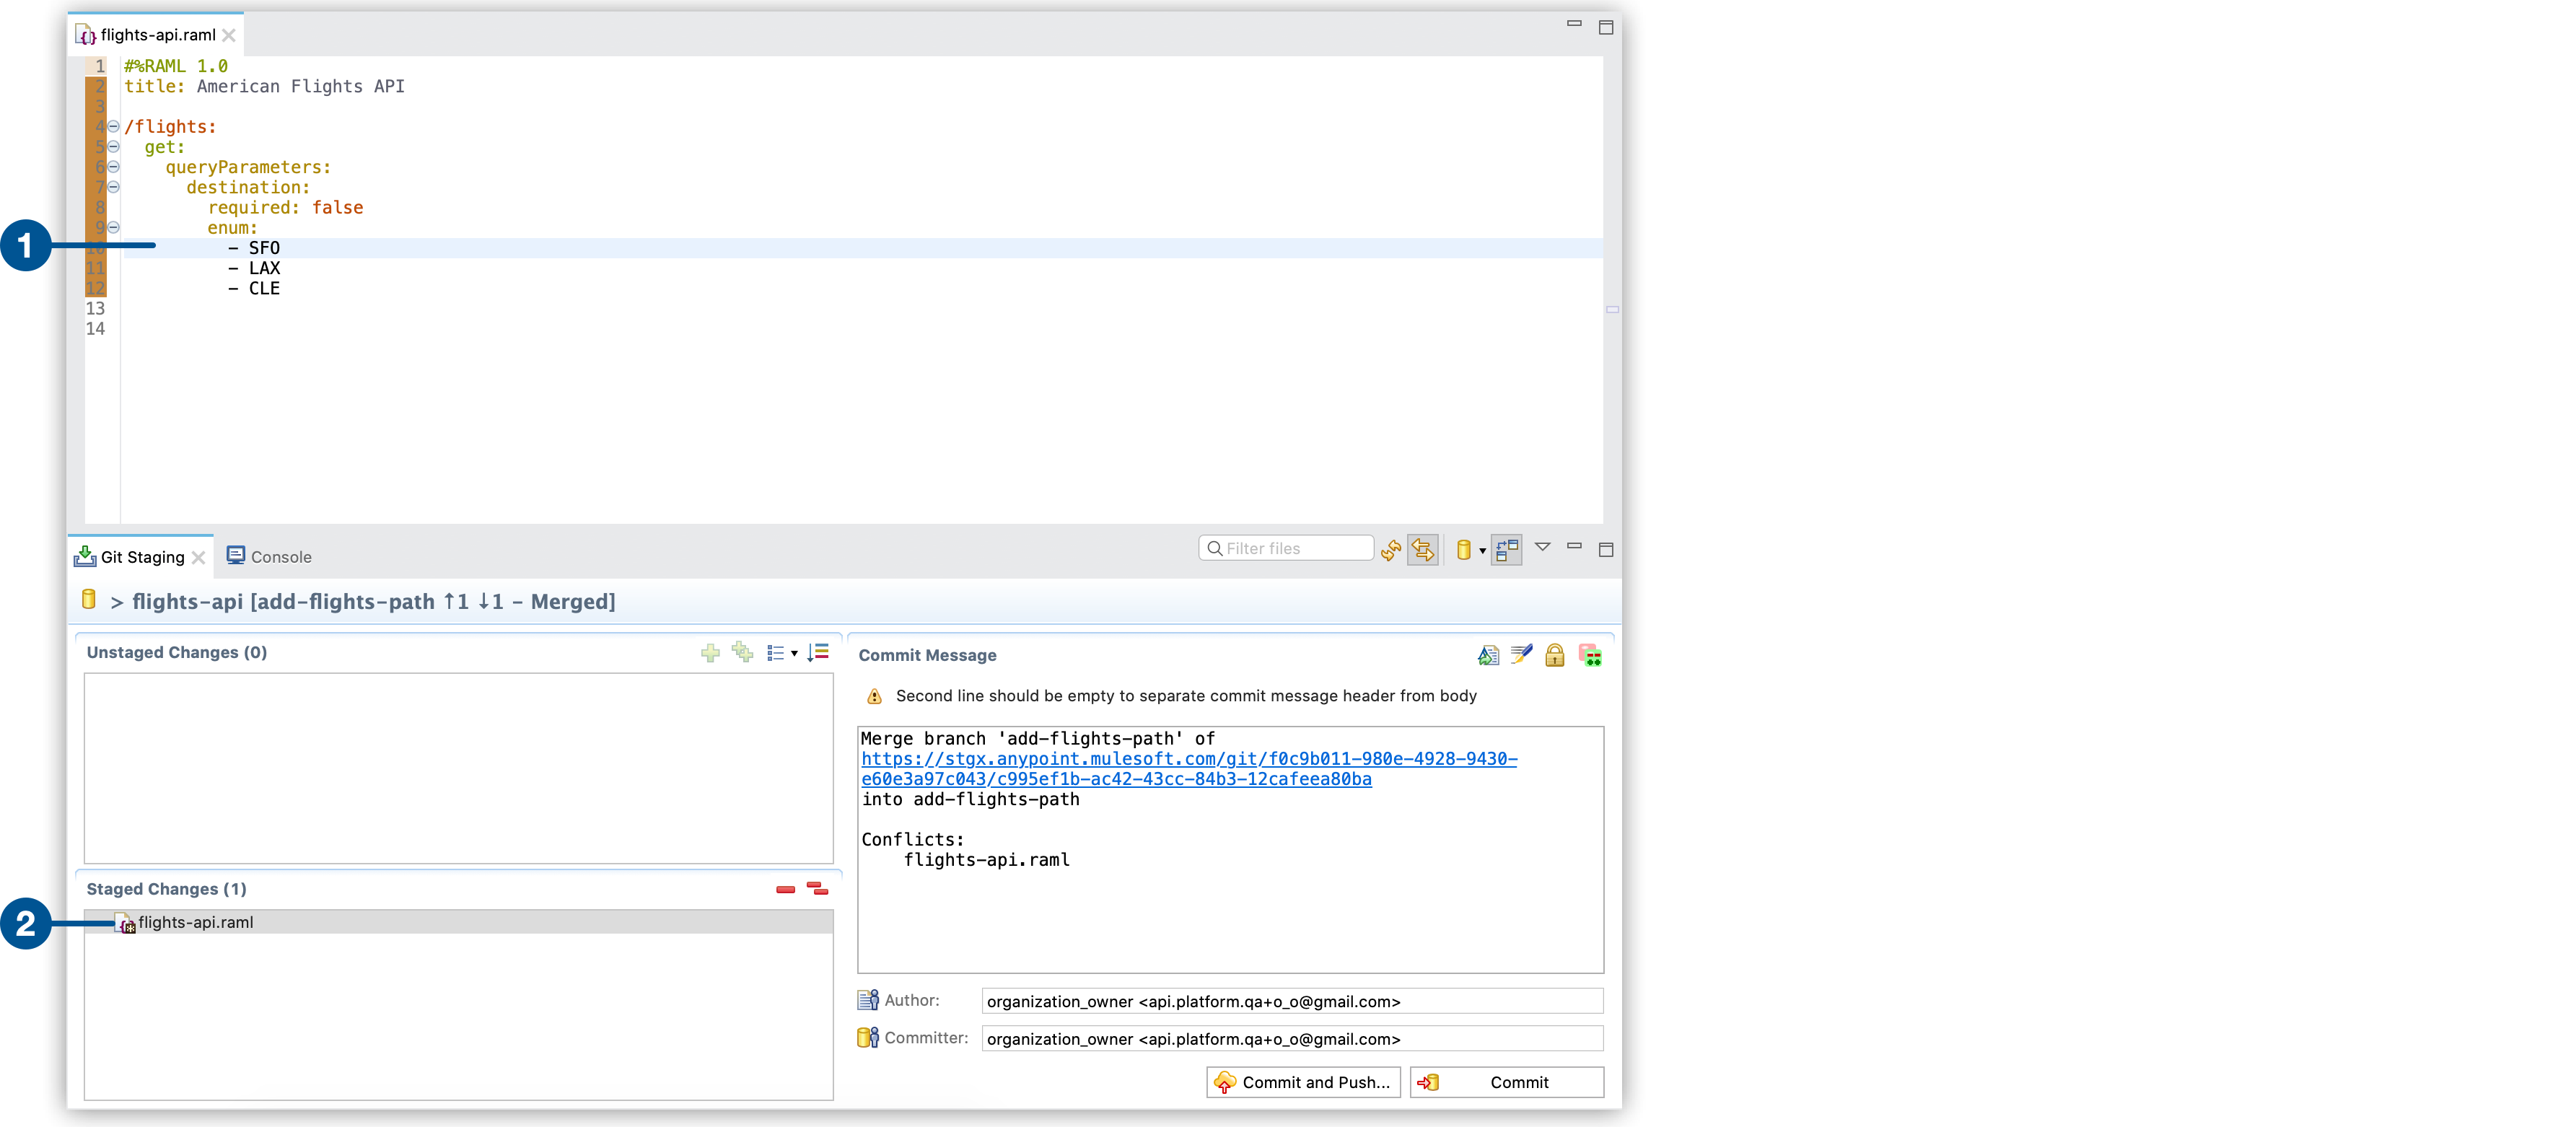 flights-api.raml
1 #%RAML 1.0
2 title: American Flights API
3
4 /flights:
5 get:
6 queryParameters:
7 destination:
8 required: false
9 enum:
1
10 - SFO
11 - LAX
12 - CLE
13
14
Git Staging
Console
Filter files
> flights-api [add-flights-path ↑1 ↓1 - Merged]
Unstaged Changes (0)
Staged Changes (1)
2
flights-api.raml
Commit Message
Second line should be empty to separate commit message header from body
Merge branch 'add-flights-path' of
https://stgx.anypoint.mulesoft.com/git/f0c9b011-980e-4928-9430-
e60e3a97c043/c995ef1b-ac42-43cc-84b3-12cafeea80ba
into add-flights-path
Conflicts:
flights-api.raml
Author: organization_owner <api.platform.qa+o_o@gmail.com>
Committer: organization_owner <api.platform.qa+o_o@gmail.com>
Commit and Push...
Commit